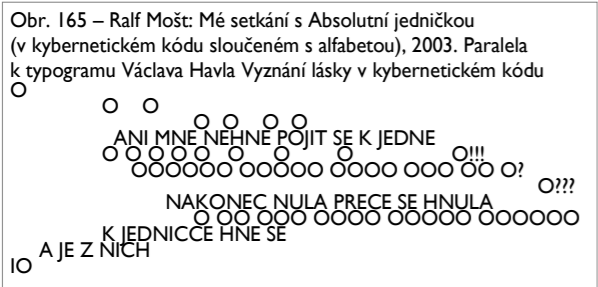 Obr. 165 – Ralf Mošt: Mé setkání s Absolutní jedničkou
(v kybernetickém kódu sloučeném s alfabetou), 2003. Paralela
k typogramu Václava Havla Vyznání lásky v kybernetickém kódu
O
O O
O O O O
ANI MNE NEHNE POJIT SE K JEDNE
O O O O O O O O O!!!
OOOOOO OOOOO OOOO OOO OO O?
O???
NAKONEC NULA PRECE SE HNULA
O OO OOO OOOO OOOOO OOOOOO
K JEDNICCE HNE SE
A JE Z NICH
IO